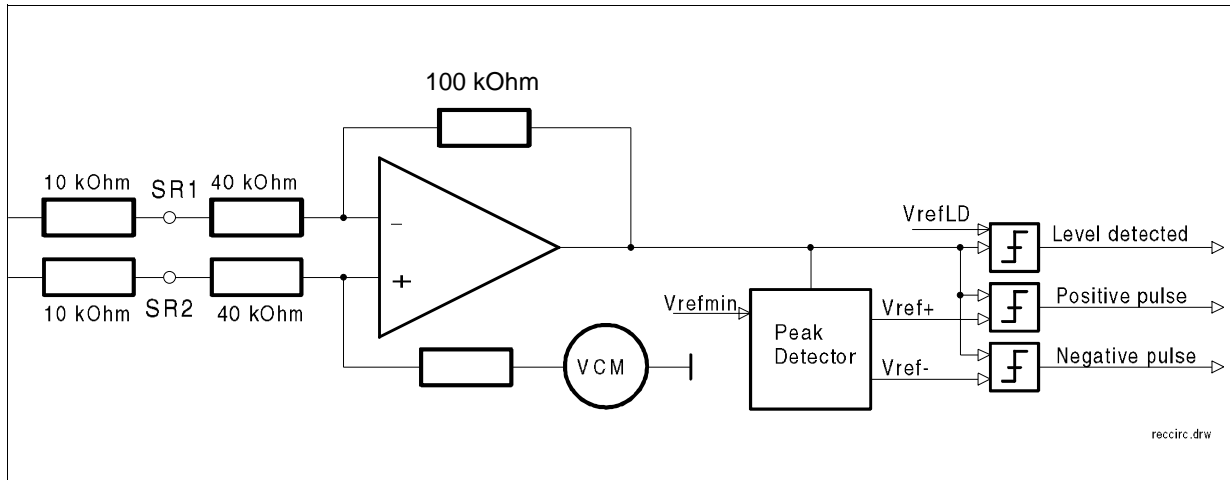 100 kOhm
10 kOhm
SR1
40 kOhm
10 kOhm
SR2
40 kOhm
−
+
VCM
Vrefmin
Peak
Detector
Vref+
Vref-
VrefLD
Level detected
Positive pulse
Negative pulse
reccirc.drw